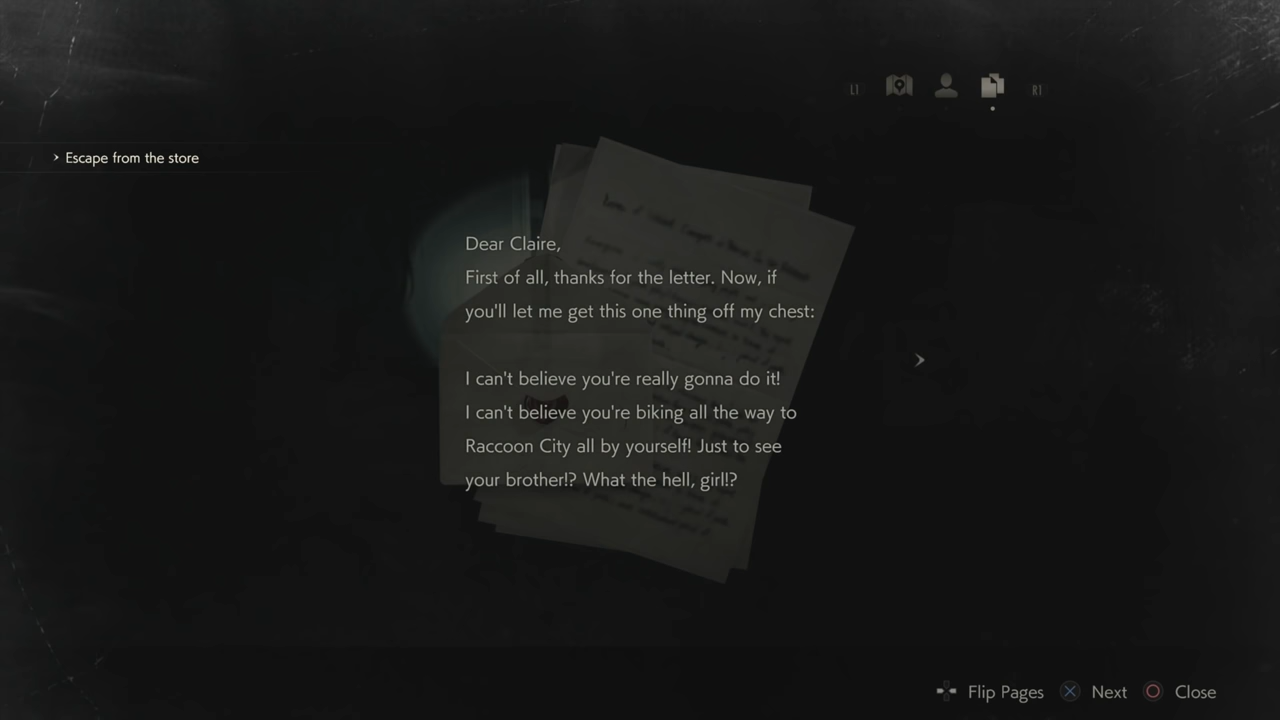 L1
R1
Escape from the store
Dear Claire,
First of all, thanks for the letter. Now, if
you'll let me get this one thing off my chest:
I can't believe you're really gonna do it!
I can't believe you're biking all the way to
Raccoon City all by yourself! Just to see
your brother!? What the hell, girl!?
Flip Pages
Next
Close